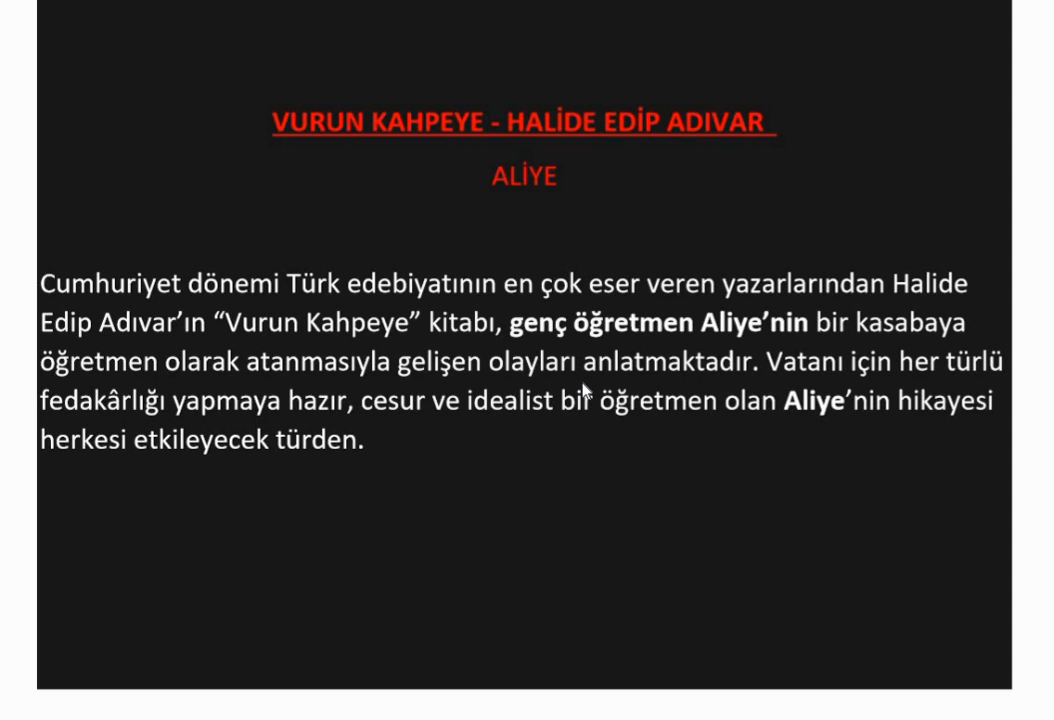 VURUN KAHPEYE - HALİDE EDİP ADIVAR
ALİYE
Cumhuriyet dönemi Türk edebiyatının en çok eser veren yazarlarından Halide
Edip Adıvar’ın “Vurun Kahpeye” kitabı, genç öğretmen Aliye’nin bir kasabaya
öğretmen olarak atanmasıyla gelişen olayları anlatmaktadır. Vatanı için her türlü
fedakârlığı yapmaya hazır, cesur ve idealist bir öğretmen olan Aliye’nin hikayesi
herkesi etkileyecek türden.